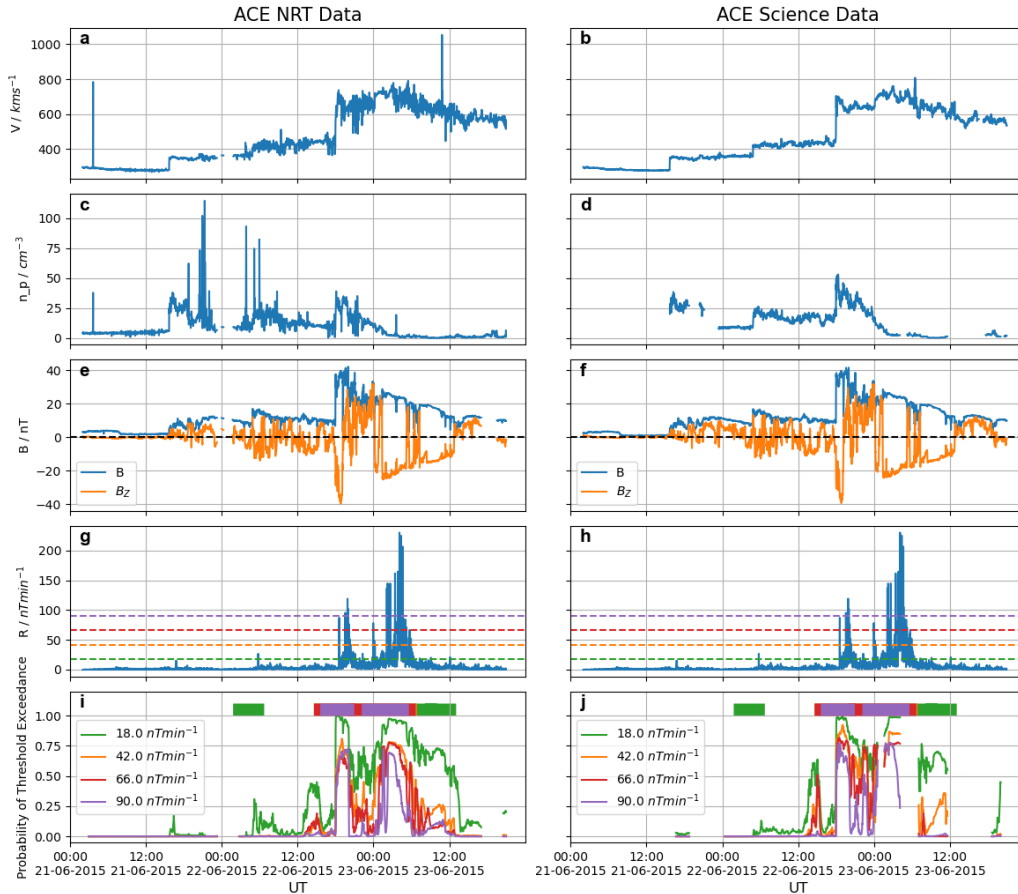 ACE NRT Data
ACE Science Data
a
b
1000
800
600
400
V / kms⁻¹
c
d
100
75
50
25
0
n_p / cm⁻³
e
f
40
20
0
−20
−40
B / nT
B
B_Z
B
B_Z
g
h
200
150
100
50
0
R / nTmin⁻¹
i
j
1.00
0.75
0.50
0.25
0.00
Probability of Threshold Exceedance
18.0 nTmin⁻¹
42.0 nTmin⁻¹
66.0 nTmin⁻¹
90.0 nTmin⁻¹
18.0 nTmin⁻¹
42.0 nTmin⁻¹
66.0 nTmin⁻¹
90.0 nTmin⁻¹
00:00 12:00 00:00 12:00 00:00 12:00
21-06-2015 21-06-2015 22-06-2015 22-06-2015 23-06-2015 23-06-2015
UT
00:00 12:00 00:00 12:00 00:00 12:00
21-06-2015 21-06-2015 22-06-2015 22-06-2015 23-06-2015 23-06-2015
UT